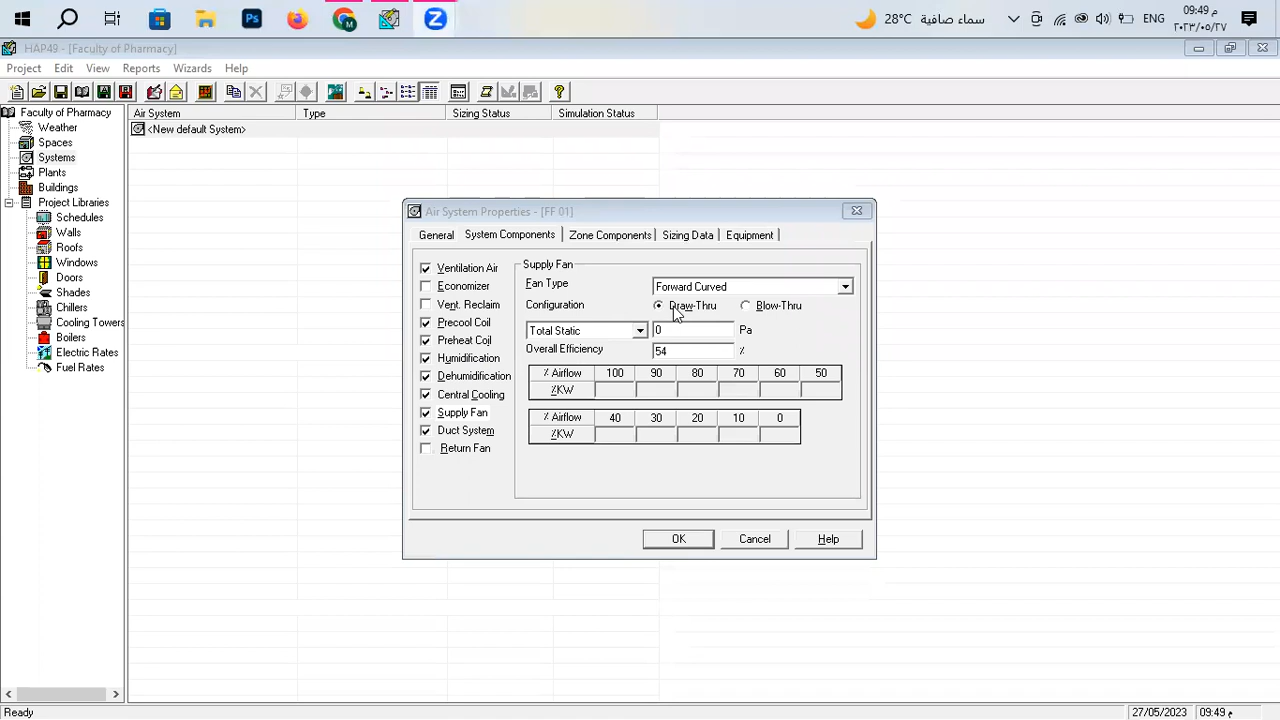 28°C سماء صافية
ENG
09:49 م
٢٠٢٣/٠٥/٢٧
HAP49 - [Faculty of Pharmacy]
Project Edit View Reports Wizards Help
Faculty of Pharmacy
Weather
Spaces
Systems
Plants
Buildings
Project Libraries
Schedules
Walls
Roofs
Windows
Doors
Shades
Chillers
Cooling Towers
Boilers
Electric Rates
Fuel Rates
Air System Type Sizing Status Simulation Status
<New default System>
Air System Properties - [FF 01]
General System Components Zone Components Sizing Data Equipment
Ventilation Air
Economizer
Vent. Reclaim
Precool Coil
Preheat Coil
Humidification
Dehumidification
Central Cooling
Supply Fan
Duct System
Return Fan
Supply Fan
Fan Type Forward Curved
Configuration Draw-Thru Blow-Thru
Total Static 0 Pa
Overall Efficiency 54 %
% Airflow 100 90 80 70 60 50
%KW
% Airflow 40 30 20 10 0
%KW
OK Cancel Help
Ready
27/05/2023 09:49 م